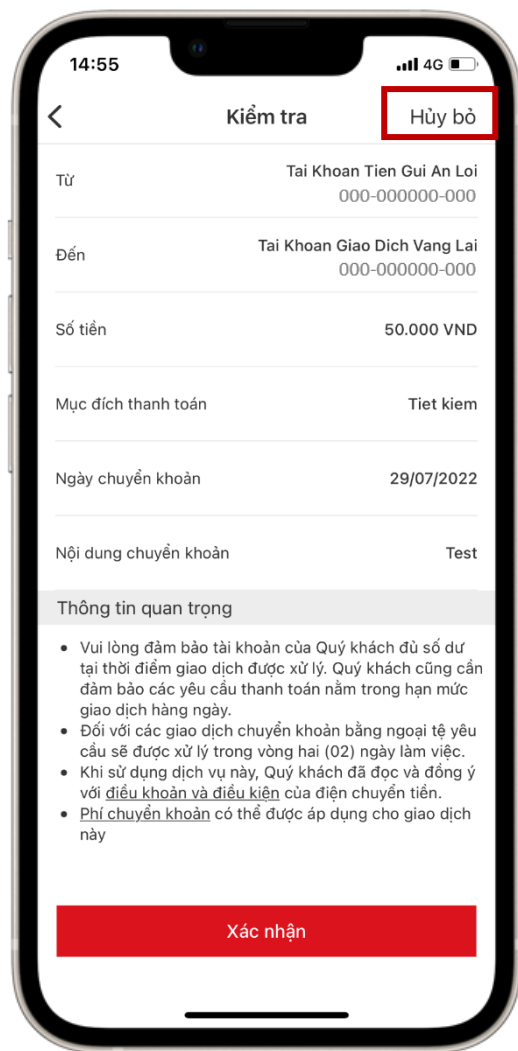 14:55
4G
Kiểm tra
Hủy bỏ
Từ
Tai Khoan Tien Gui An Loi
000-000000-000
Đến
Tai Khoan Giao Dich Vang Lai
000-000000-000
Số tiền
50.000 VND
Mục đích thanh toán
Tiet kiem
Ngày chuyển khoản
29/07/2022
Nội dung chuyển khoản
Test
Thông tin quan trọng
• Vui lòng đảm bảo tài khoản của Quý khách đủ số dư
tại thời điểm giao dịch được xử lý. Quý khách cũng cần
đảm bảo các yêu cầu thanh toán nằm trong hạn mức
giao dịch hàng ngày.
• Đối với các giao dịch chuyển khoản bằng ngoại tệ yêu
cầu sẽ được xử lý trong vòng hai (02) ngày làm việc.
• Khi sử dụng dịch vụ này, Quý khách đã đọc và đồng ý
với điều khoản và điều kiện của điện chuyển tiền.
• Phí chuyển khoản có thể được áp dụng cho giao dịch
này
Xác nhận